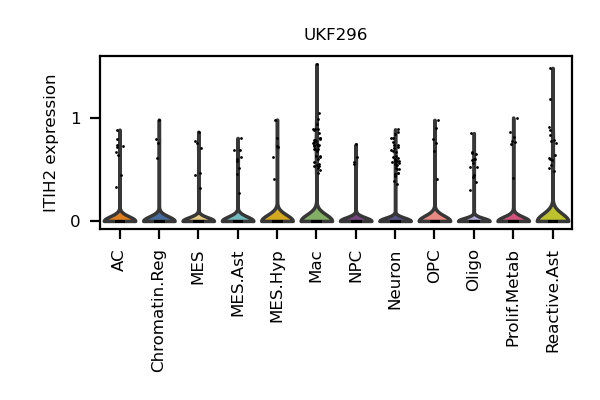 UKF296
ITIH2 expression
1
0
AC
Chromatin.Reg
MES
MES.Ast
MES.Hyp
Mac
NPC
Neuron
OPC
Oligo
Prolif.Metab
Reactive.Ast